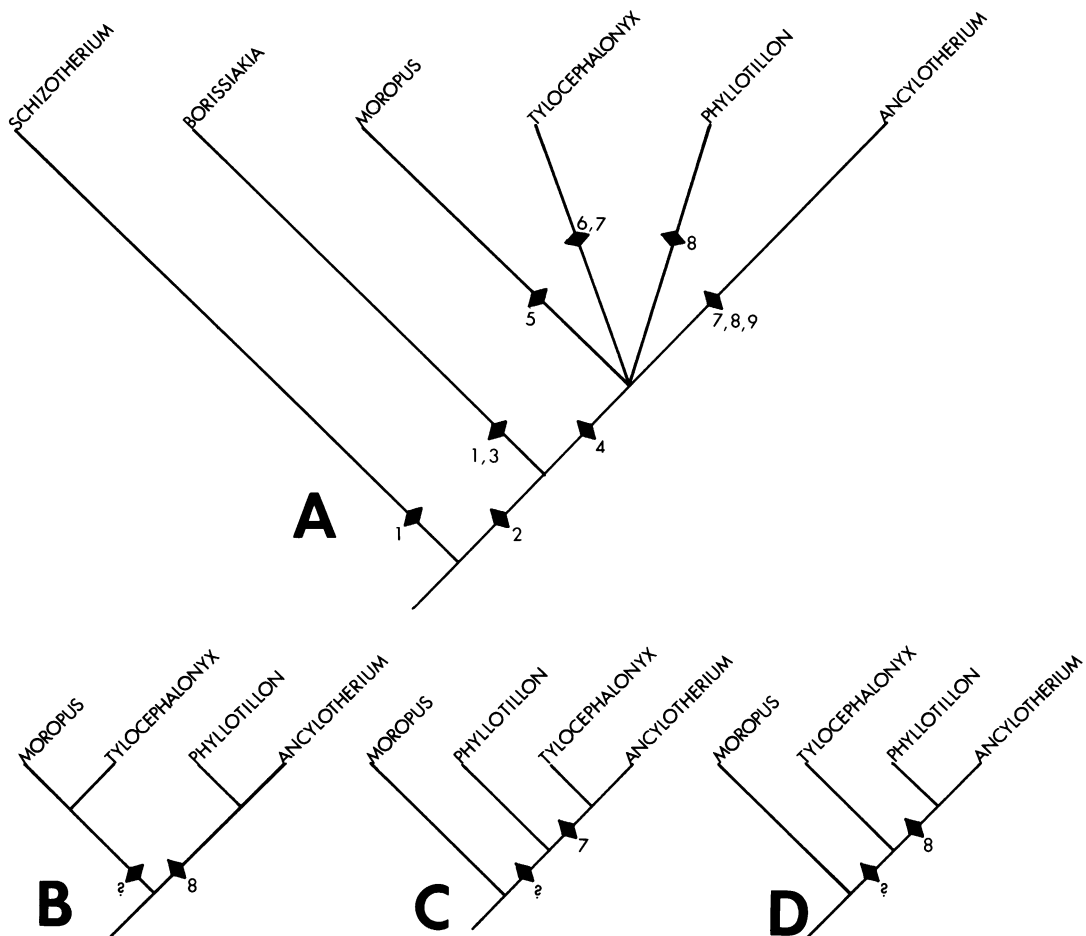 SCHIZOTHERIUM
BORISSIAKIA
MOROPUS
TYLOCEPHALONYX
PHYLLOTILLON
ANCYLOTHERIUM
6,7
8
5
7,8,9
1,3
4
A
1
2
MOROPUS
TYLOCEPHALONYX
PHYLLOTILLON
ANCYLOTHERIUM
?
8
B
MOROPUS
PHYLLOTILLON
TYLOCEPHALONYX
ANCYLOTHERIUM
7
?
C
MOROPUS
TYLOCEPHALONYX
PHYLLOTILLON
ANCYLOTHERIUM
8
?
D